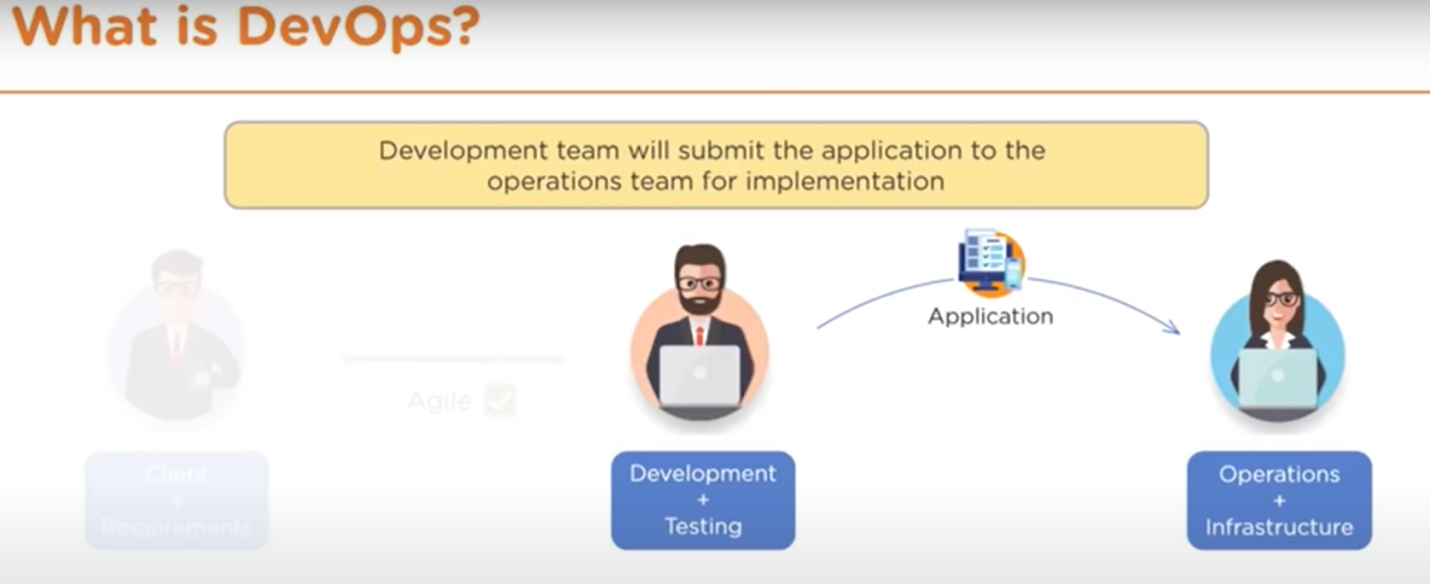 What is DevOps?
Development team will submit the application to the
operations team for implementation
Application
Agile
Client
+
Requirements
Development
+
Testing
Operations
+
Infrastructure